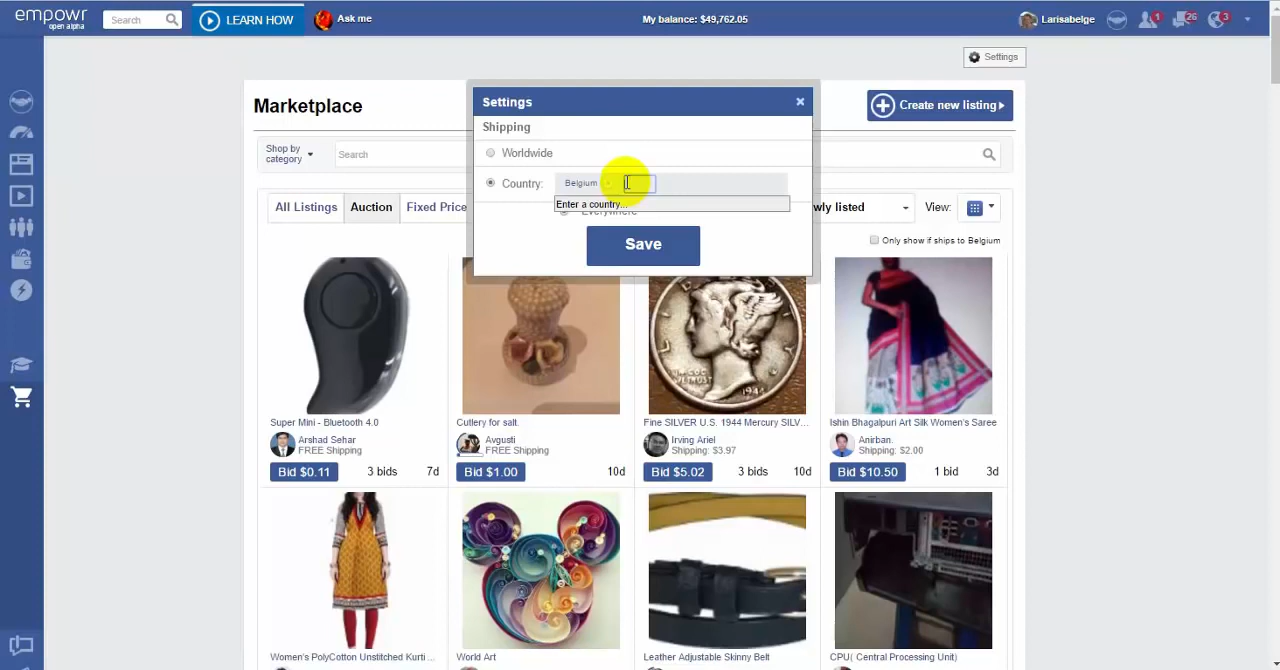 empowr
open alpha
Search
LEARN HOW
Ask me
My balance: $49,762.05
Larisabelge
1
26
3
Settings
Marketplace
Create new listing
Shop by
category
Search
Settings
×
Shipping
Worldwide
Country:
Belgium
Enter a country...
Everywhere
Save
All Listings
Auction
Fixed Price
wly listed
View:
Only show if ships to Belgium
Super Mini - Bluetooth 4.0
Arshad Sehar
FREE Shipping
Bid $0.11
3 bids
7d
Cutlery for salt.
Avgusti
FREE Shipping
Bid $1.00
10d
Fine SILVER U.S. 1944 Mercury SILV...
Irving Ariel
Shipping: $3.97
Bid $5.02
3 bids
10d
Ishin Bhagalpuri Art Silk Women's Saree
Anirban.
Shipping: $2.00
Bid $10.50
1 bid
3d
Women's PolyCotton Unstitched Kurti ...
World Art
Leather Adjustable Skinny Belt
CPU( Central Processing Unit)